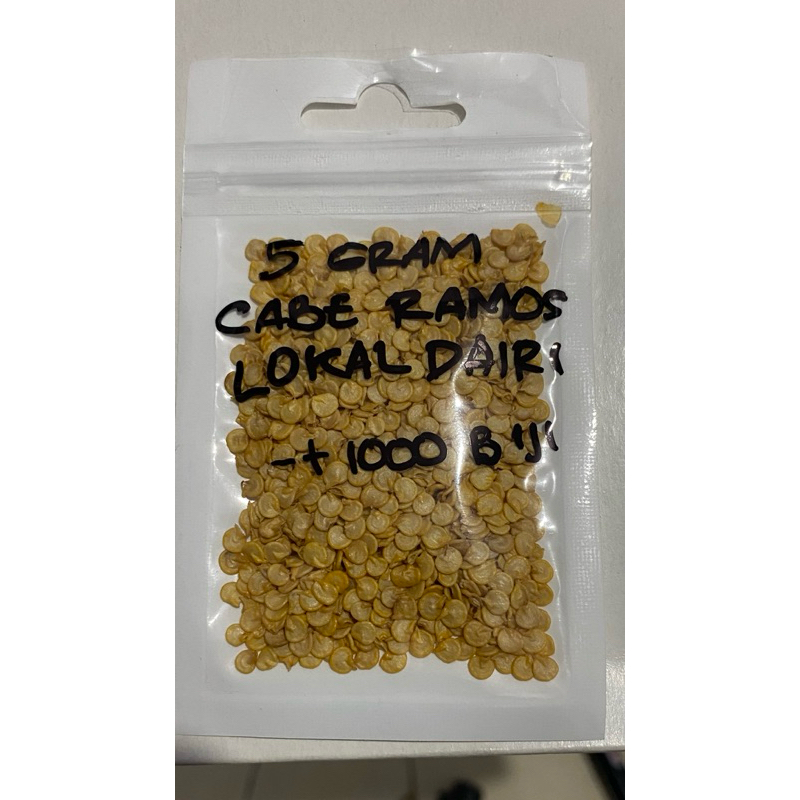 5 GRAM
CABE RAMOS
LOKAL DAIRI
-+ 1000 BIJI